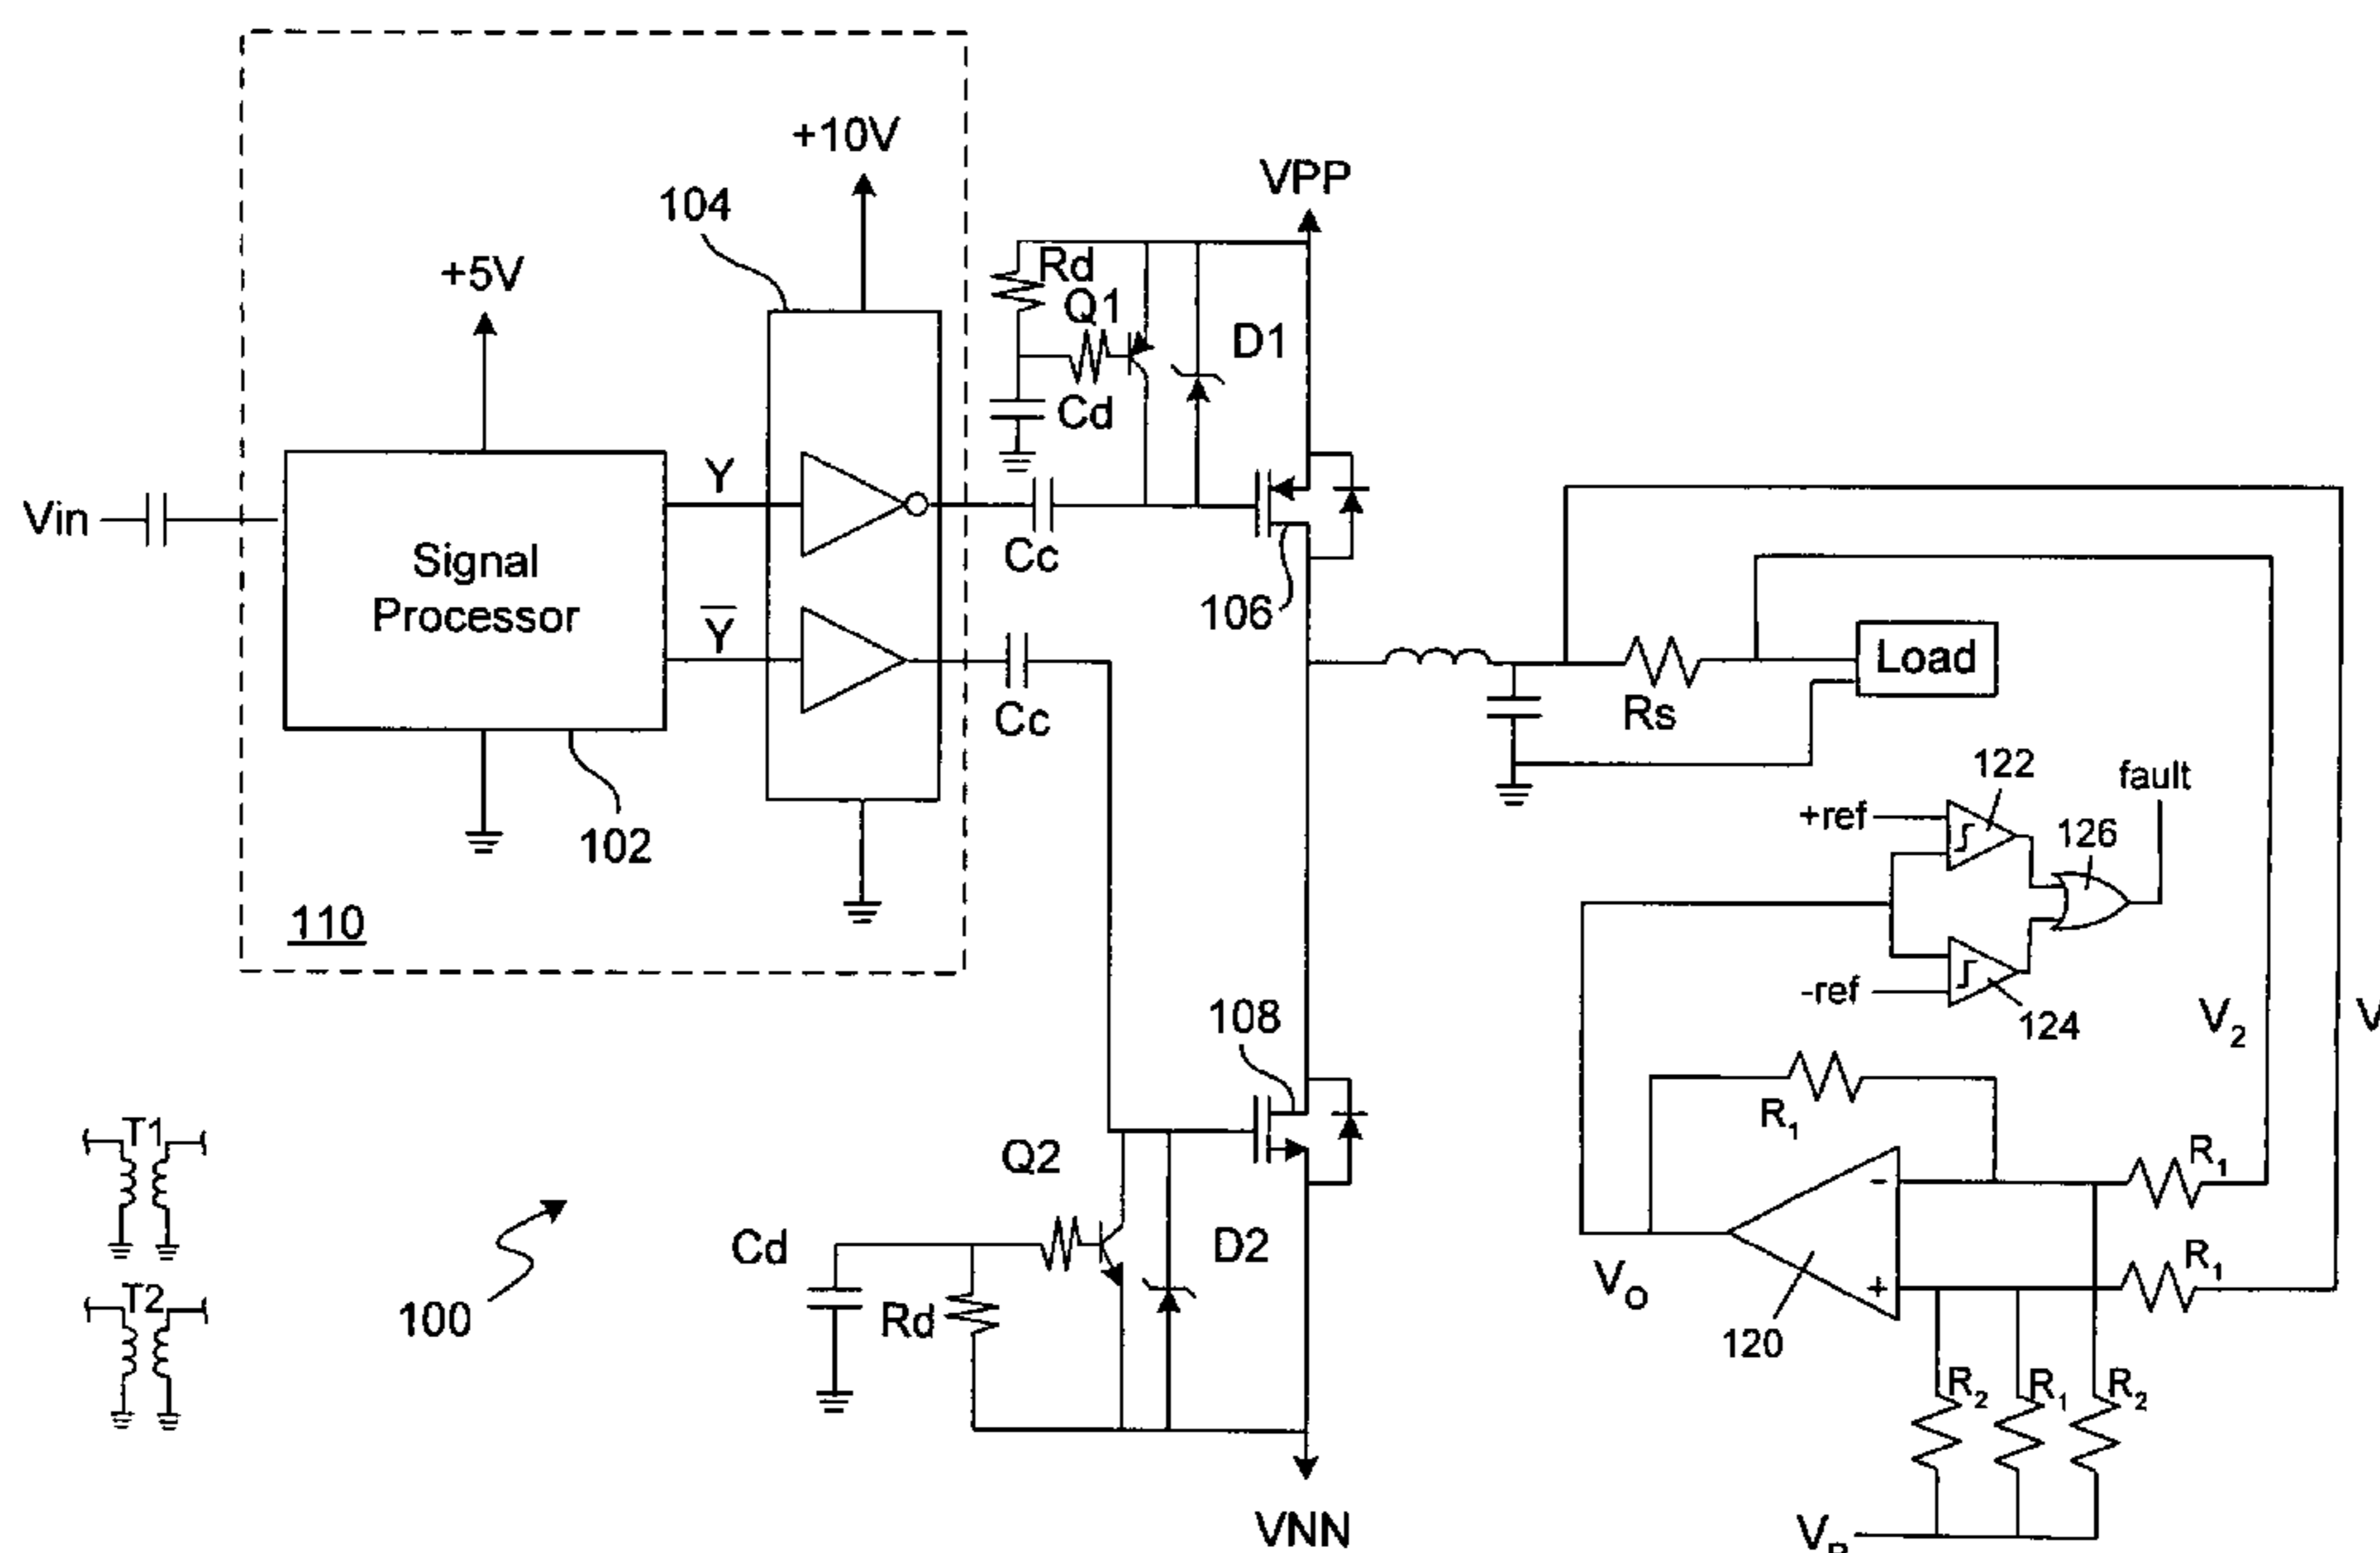 +10V
VPP
104
+5V
Rd
Q1
D1
Cd
Y
Vin
Signal
Processor
Cc
106
Y̅
Cc
Load
Rs
122
fault
+ref
126
102
110
-ref
124
108
V₂
V
R₁
T1
Q2
R₁
-
Cd
D2
R₁
T2
+
V_O
100
Rd
120
R₂
R₁
R₂
VNN